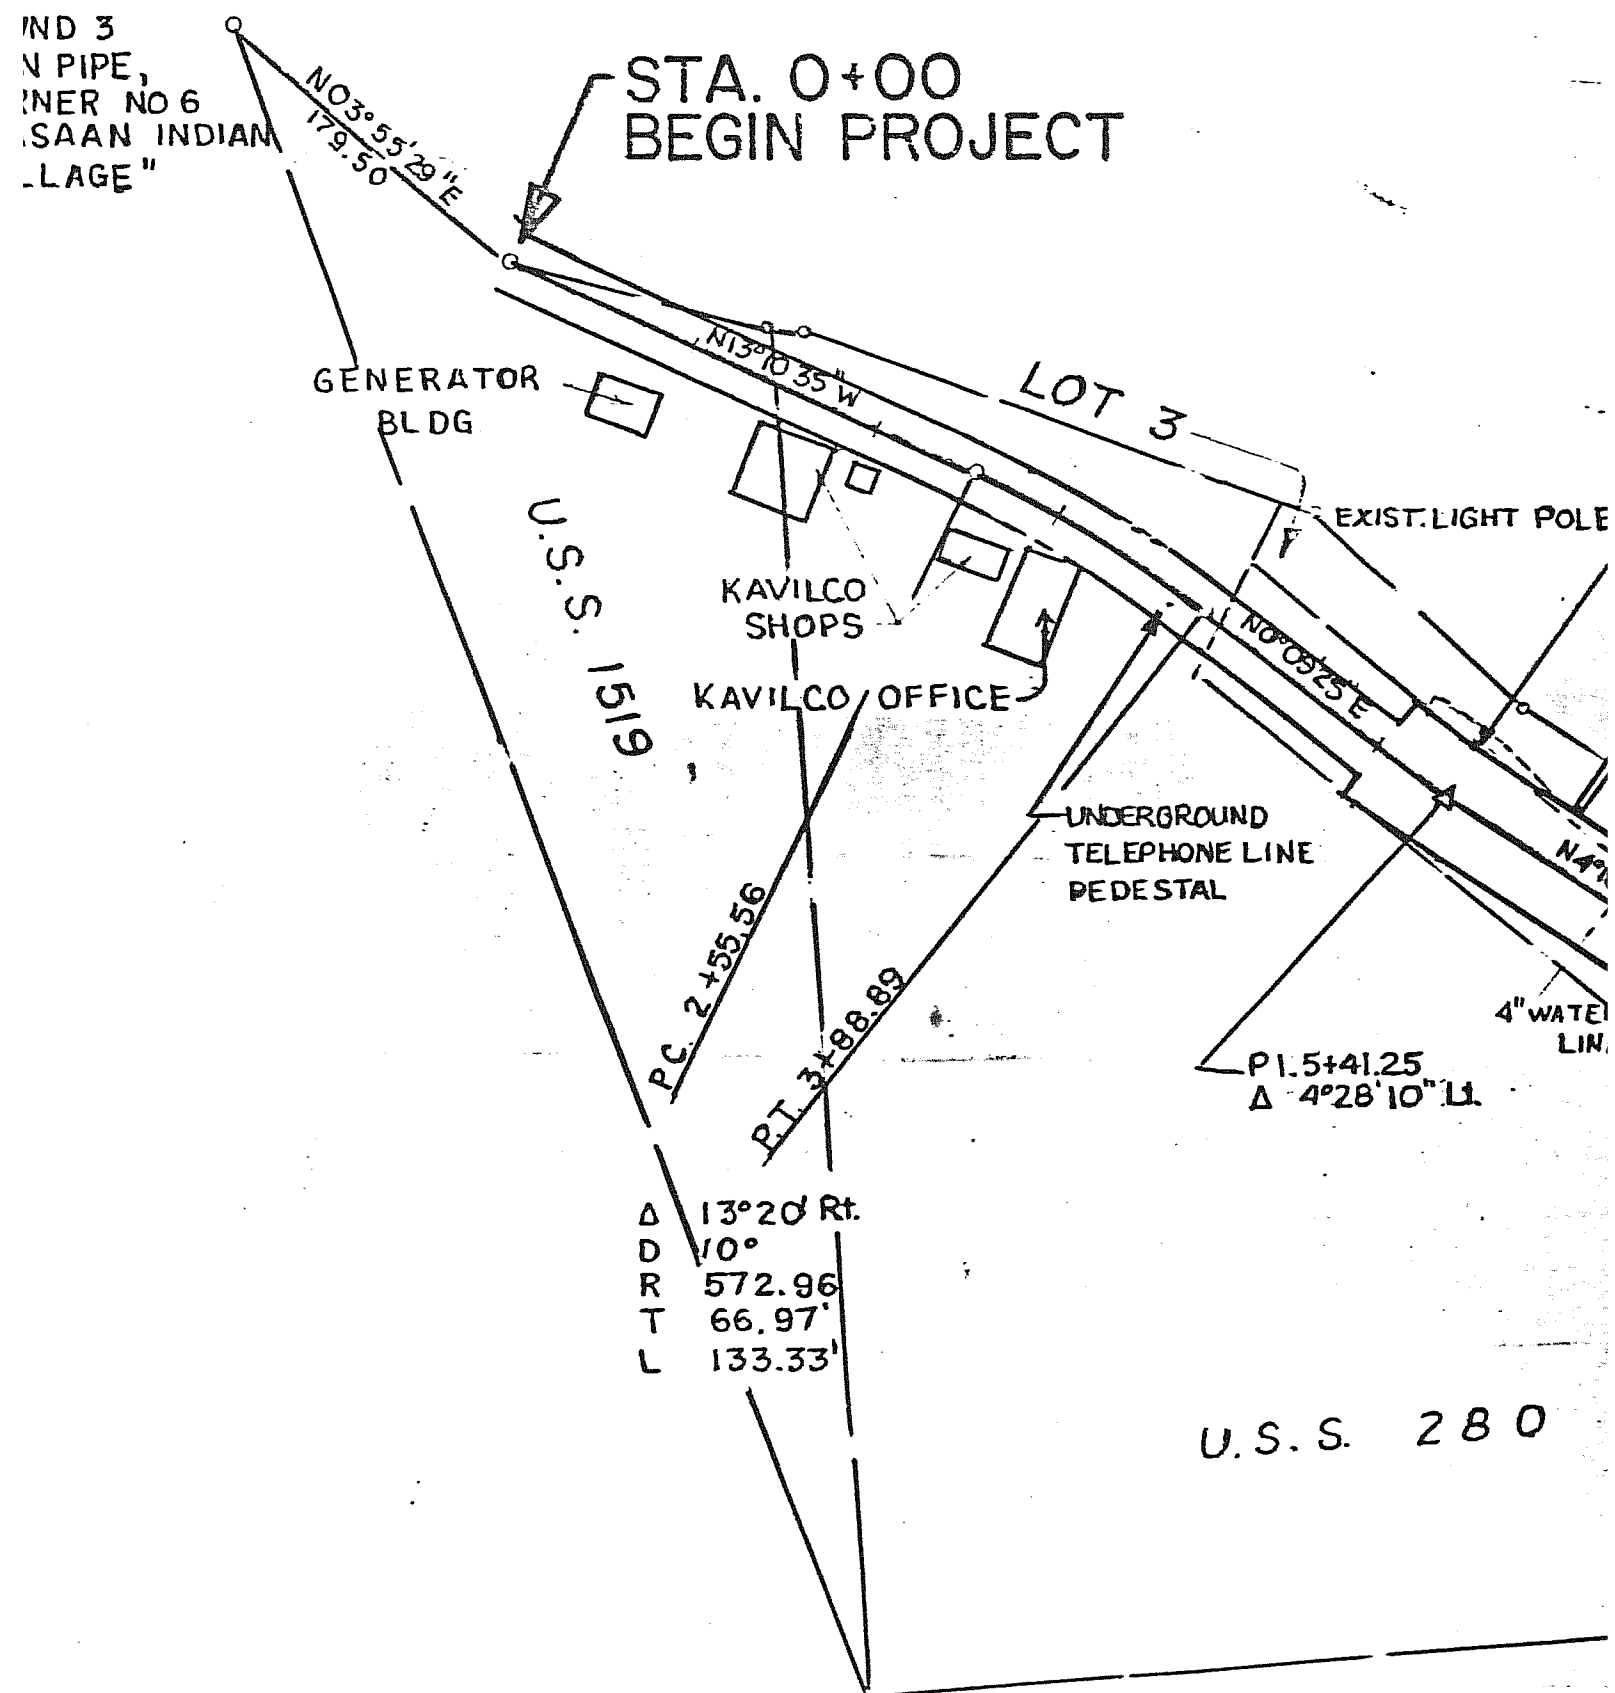 ND 3
N PIPE,
NER NO 6
SAAN INDIAN
LAGE"
N03°55'29"E
179.50
STA. 0+00
BEGIN PROJECT
N13°10'35"W
LOT 3
GENERATOR
BLDG
EXIST. LIGHT POLE
U.S.S. 1519
KAVILCO
SHOPS
N0°09'25"E
KAVILCO OFFICE
UNDERGROUND
TELEPHONE LINE
PEDESTAL
N4°1
P.C. 2+55.56
P.T. 3+88.89
4" WATE
LIN
P.I. 5+41.25
Δ 4°28'10" Lt.
Δ 13°20' Rt.
D 10°
R 572.96
T 66.97'
L 133.33'
U.S.S. 280